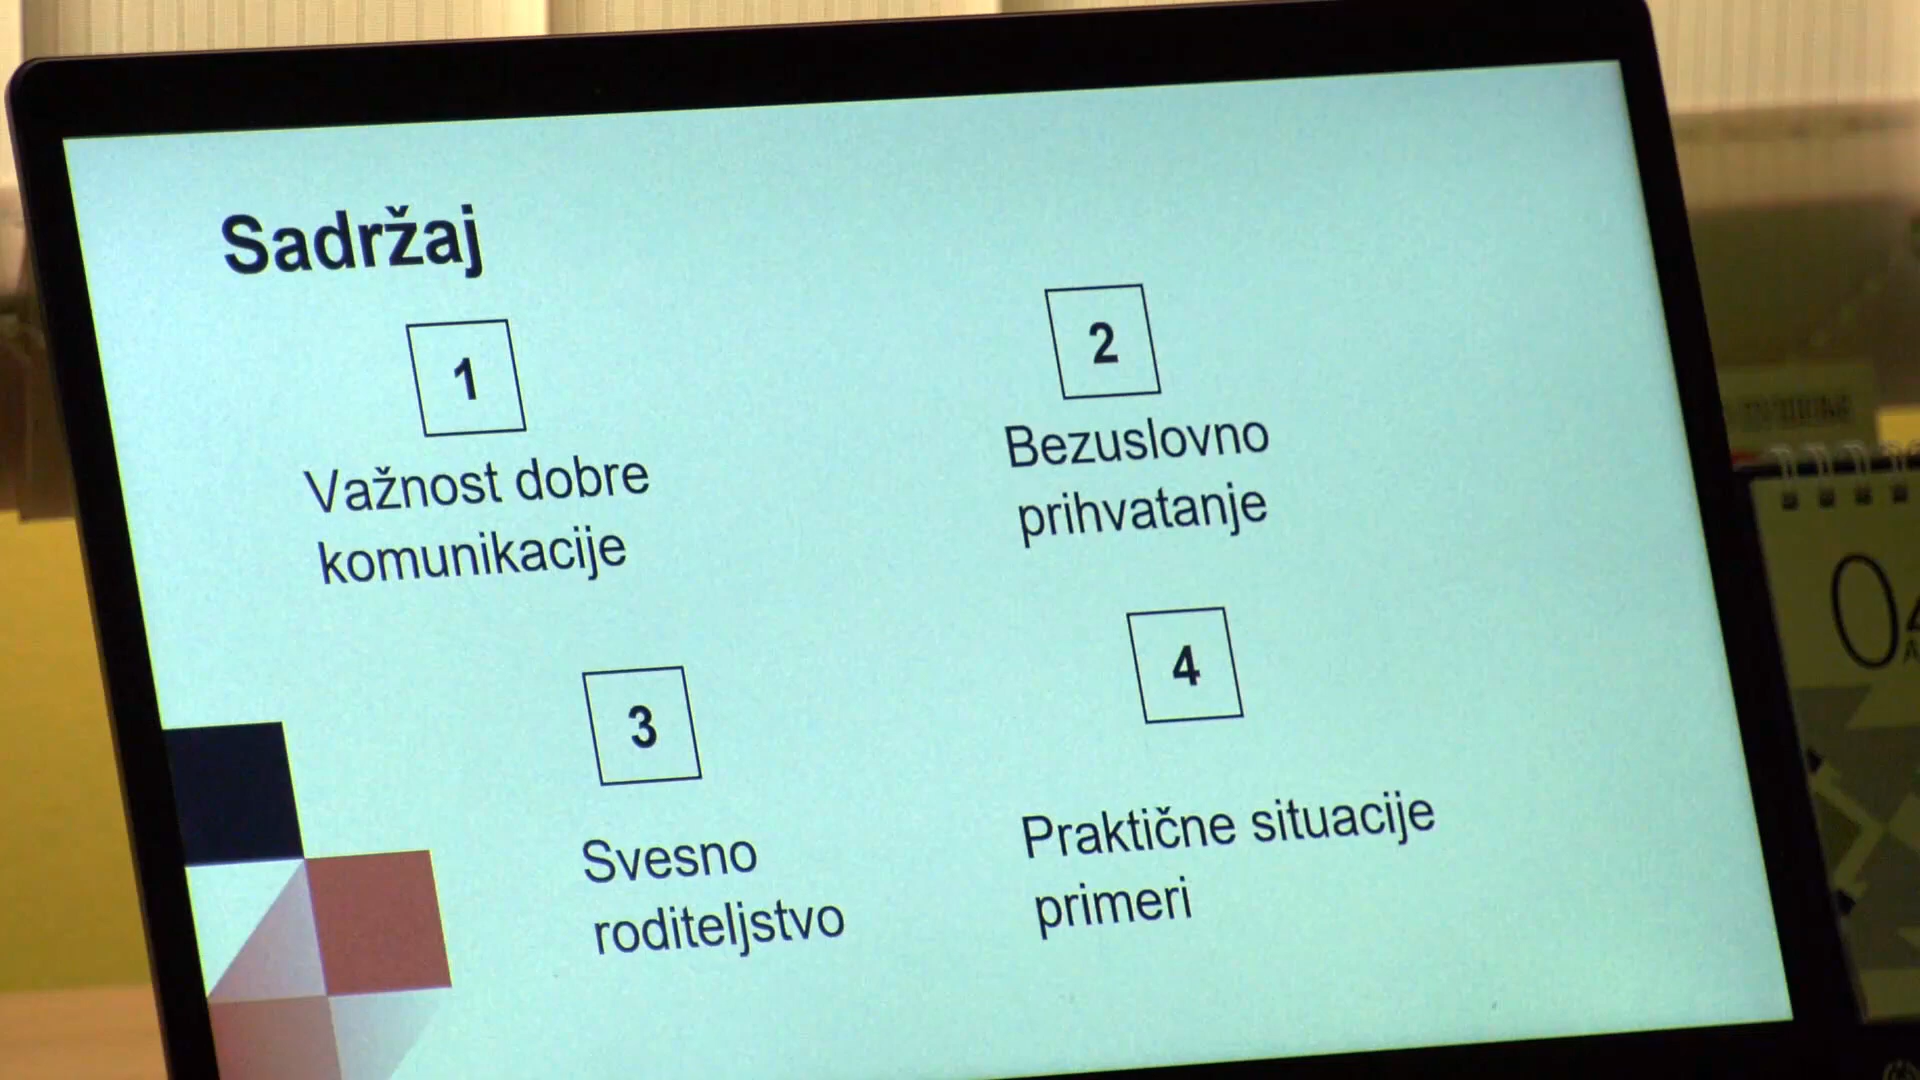 Sadržaj
1
Važnost dobre
komunikacije
2
Bezuslovno
prihvatanje
3
Svesno
roditeljstvo
4
Praktične situacije
primeri